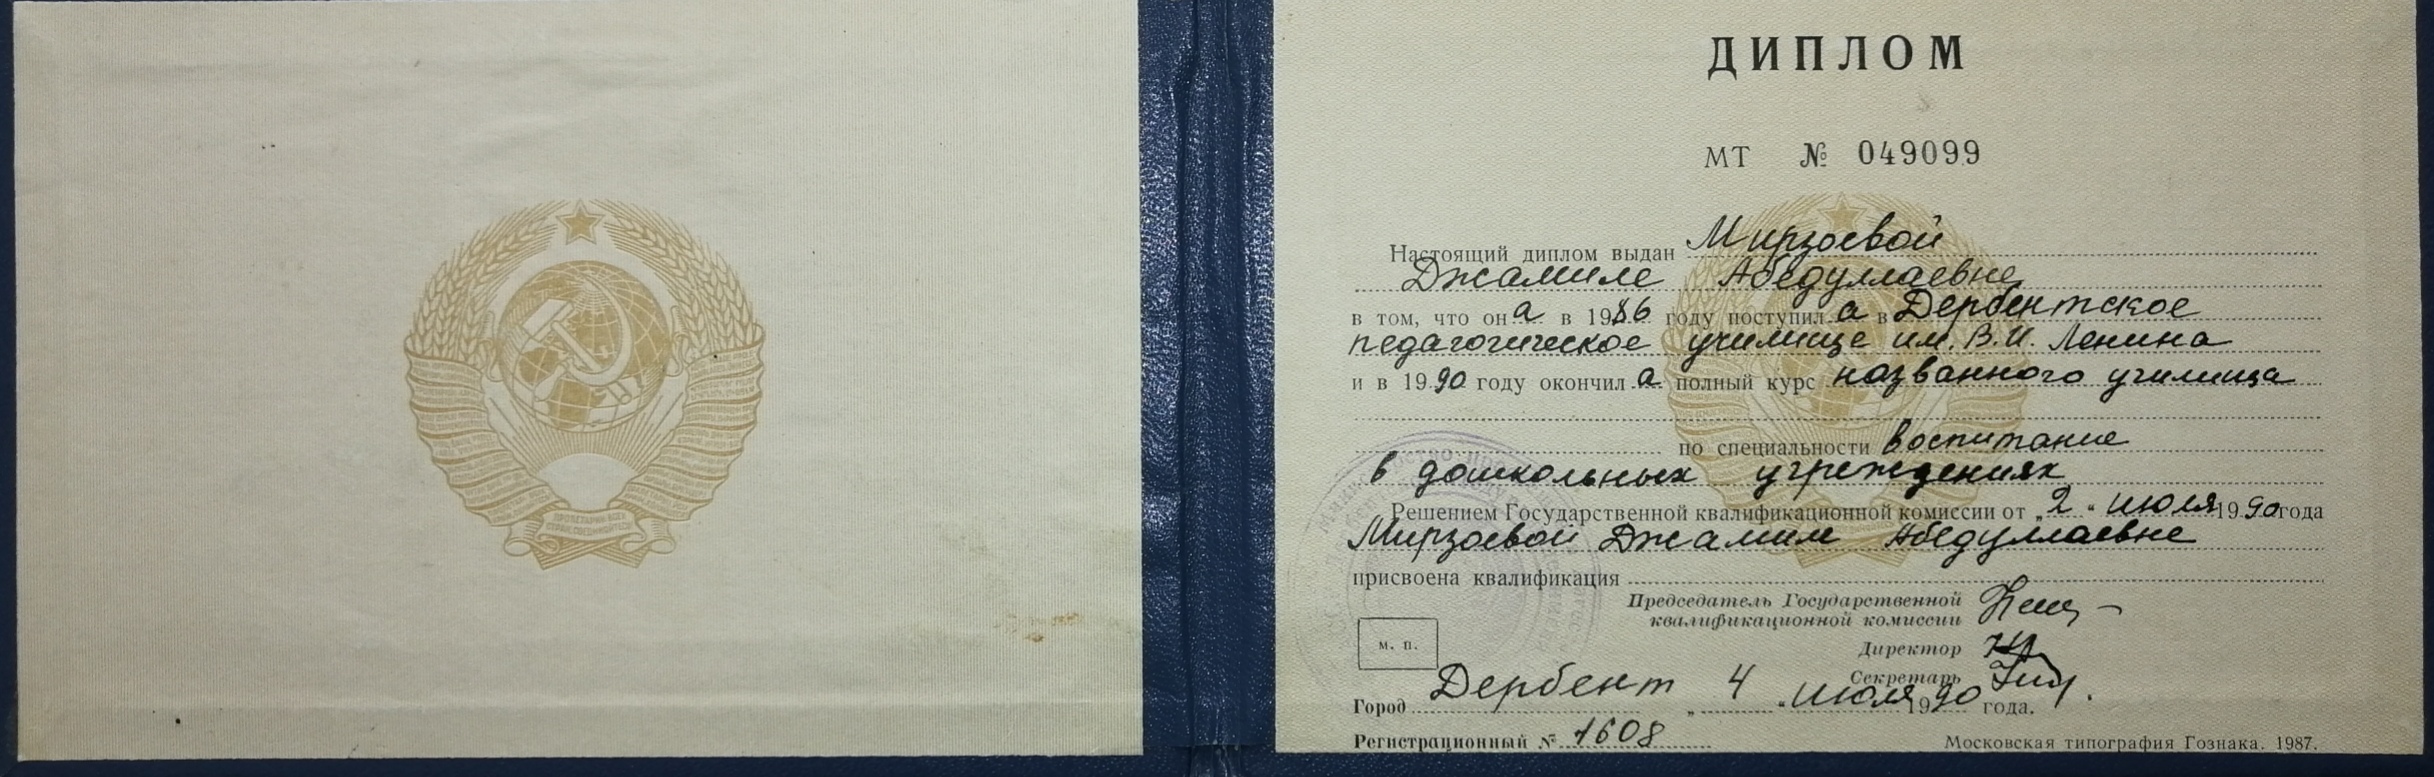 ДИПЛОМ
МТ № 049099
Настоящий диплом выдан Мирзоевой
Джамиле Абедуллаевне
в том, что она в 1986 году поступила в Дербентское
педагогическое училище им. В.И. Ленина
и в 1990 году окончила полный курс названного училища
по специальности воспитание
в дошкольных учреждениях
Решением Государственной квалификационной комиссии от „2“ июля 1990 года
Мирзоевой Джамиле Абедуллаевне
присвоена квалификация
Председатель Государственной
квалификационной комиссии
м. п.
Директор
Секретарь
Город Дербент „4“ июля 1990 года.
Регистрационный № 1608
Московская типография Гознака. 1987.